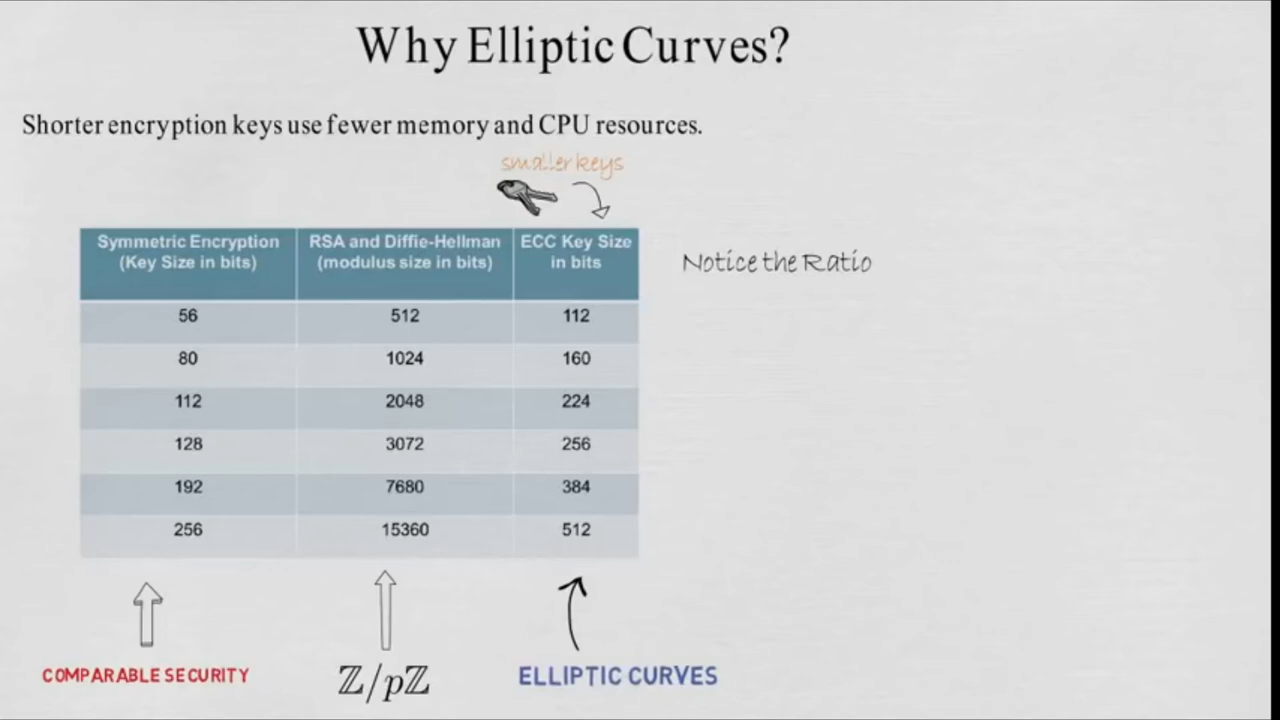 Why Elliptic Curves?
Shorter encryption keys use fewer memory and CPU resources.
smaller keys
Symmetric Encryption (Key Size in bits) RSA and Diffie-Hellman (modulus size in bits) ECC Key Size in bits
Notice the Ratio
56 512 112
80 1024 160
112 2048 224
128 3072 256
192 7680 384
256 15360 512
COMPARABLE SECURITY ℤ/pℤ ELLIPTIC CURVES